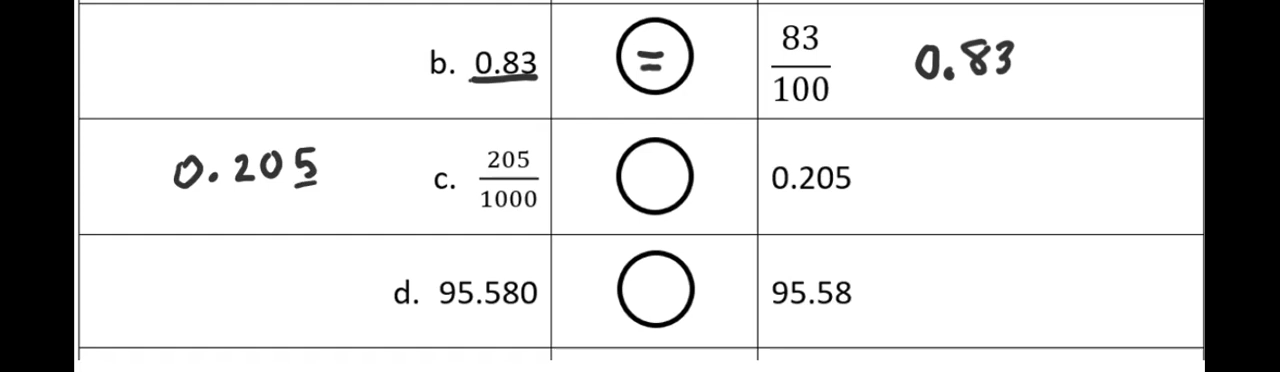 b. 0.83 = 83/100 0.83
0.205 c. 205/1000 0.205
d. 95.580 95.58